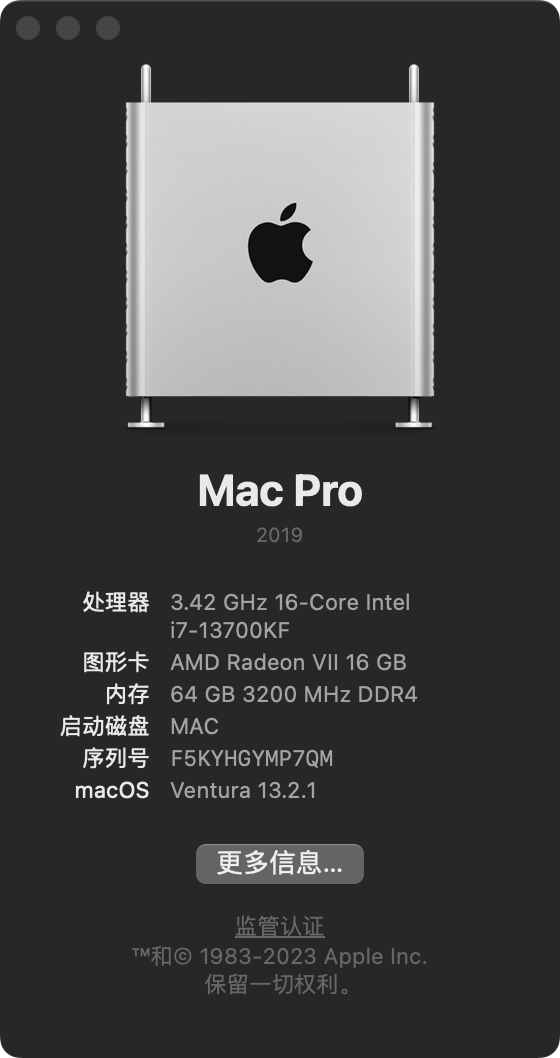 Mac Pro
2019
处理器 3.42 GHz 16-Core Intel
i7-13700KF
图形卡 AMD Radeon VII 16 GB
内存 64 GB 3200 MHz DDR4
启动磁盘 MAC
序列号 F5KYHGYMP7QM
macOS Ventura 13.2.1
更多信息...
监管认证
™和© 1983-2023 Apple Inc.
保留一切权利。